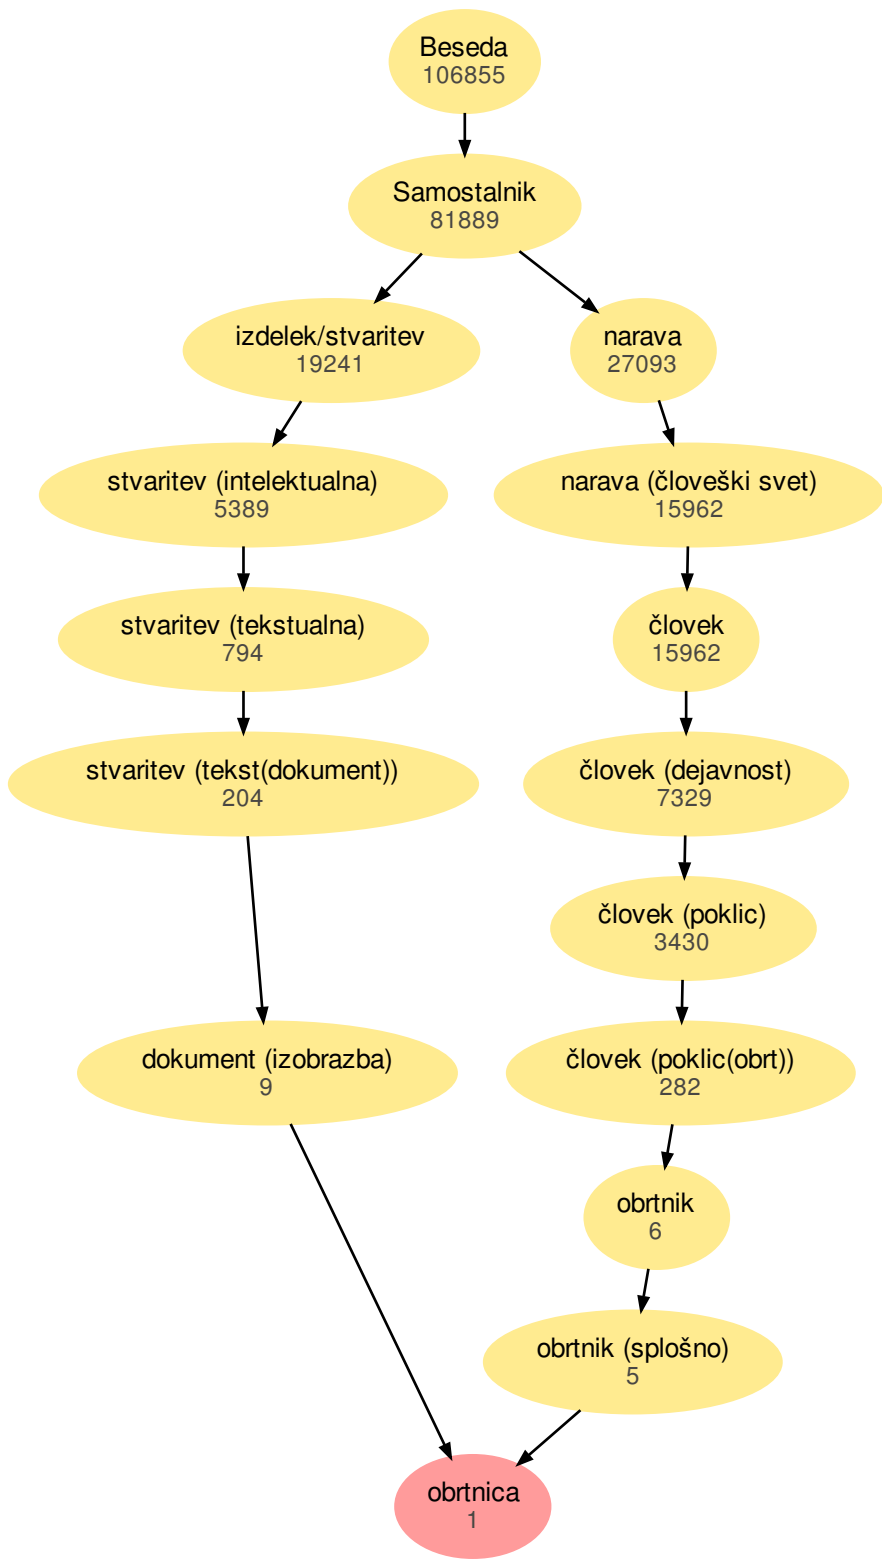 Beseda
106855
Samostalnik
81889
izdelek/stvaritev
19241
narava
27093
stvaritev (intelektualna)
5389
narava (človeški svet)
15962
stvaritev (tekstualna)
794
človek
15962
stvaritev (tekst(dokument))
204
človek (dejavnost)
7329
človek (poklic)
3430
dokument (izobrazba)
9
človek (poklic(obrt))
282
obrtnik
6
obrtnik (splošno)
5
obrtnica
1